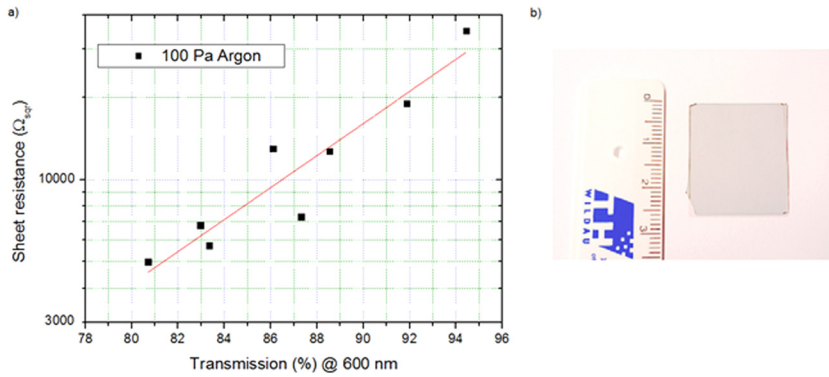 a)
b)
100 Pa Argon
Sheet resistance (Ω_sqr)
10000
3000
78 80 82 84 86 88 90 92 94 96
Transmission (%) @ 600 nm
0
1
2
3
WILDAU